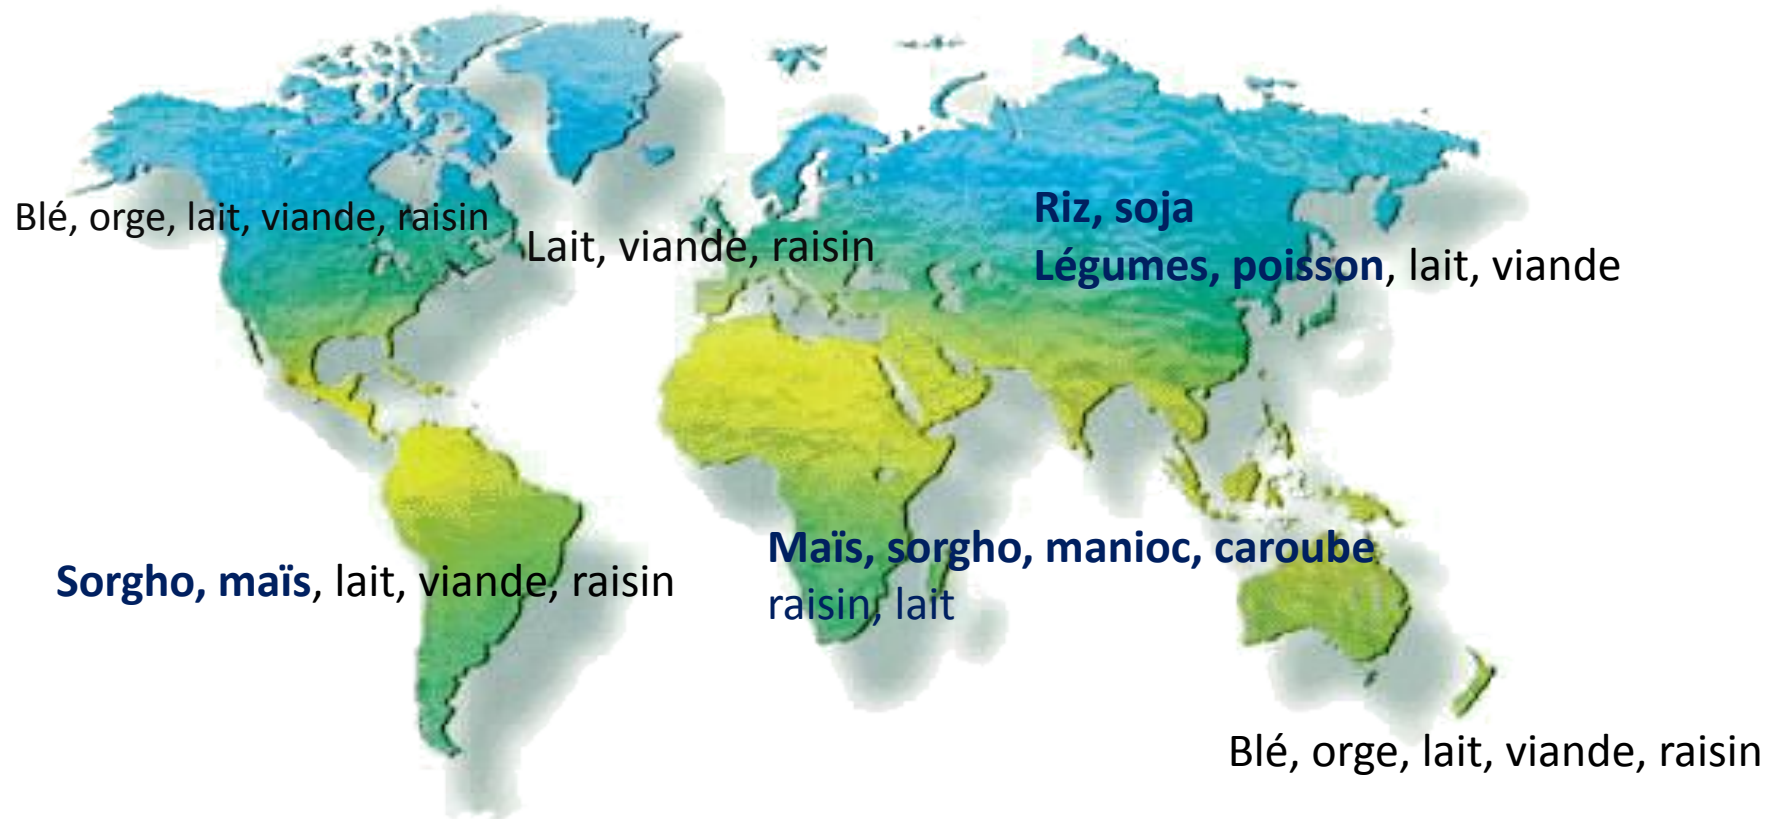 Blé, orge, lait, viande, raisin
Lait, viande, raisin
Riz, soja
Légumes, poisson, lait, viande
Sorgho, maïs, lait, viande, raisin
Maïs, sorgho, manioc, caroube
raisin, lait
Blé, orge, lait, viande, raisin